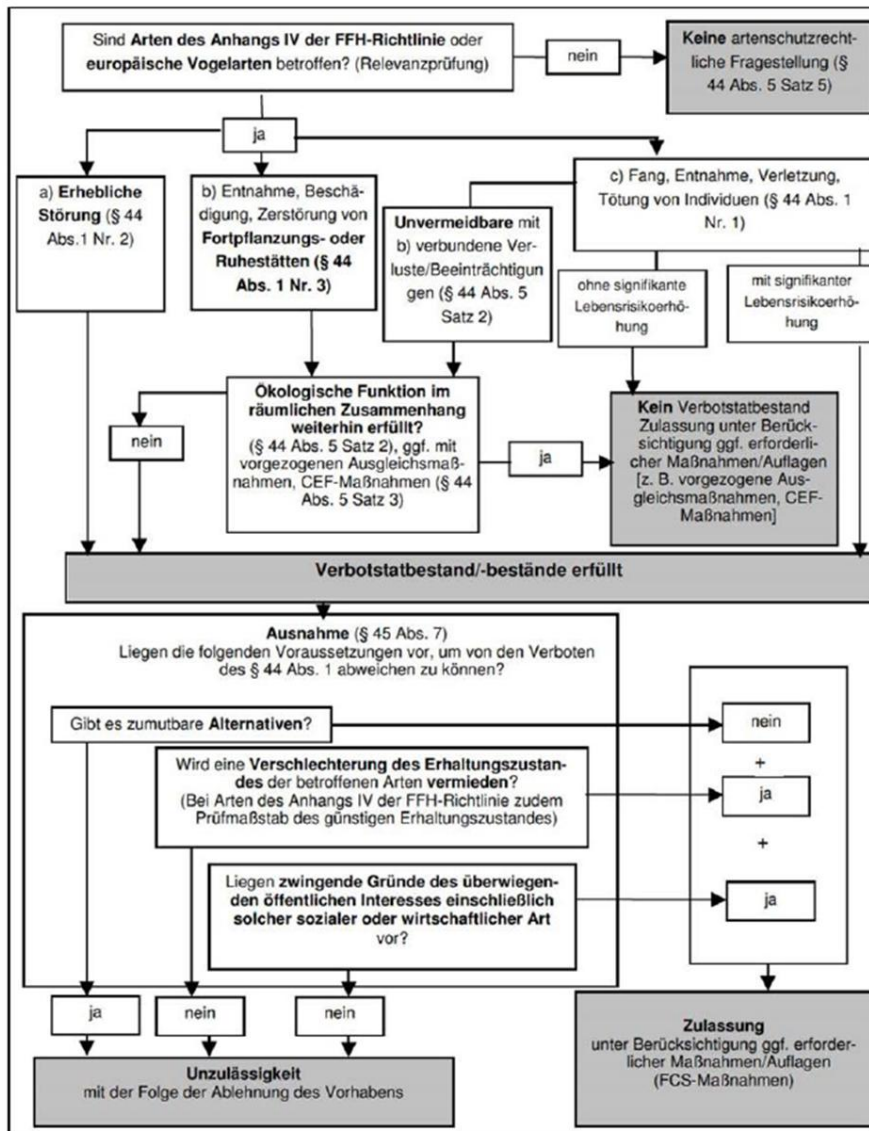 Sind Arten des Anhangs IV der FFH-Richtlinie oder
europäische Vogelarten betroffen? (Relevanzprüfung)
nein
Keine artenschutzrecht-
liche Fragestellung (§
44 Abs. 5 Satz 5)
ja
a) Erhebliche
Störung (§ 44
Abs.1 Nr. 2)
b) Entnahme, Beschä-
digung, Zerstörung von
Fortpflanzungs- oder
Ruhestätten (§ 44
Abs. 1 Nr. 3)
Unvermeidbare mit
b) verbundene Ver-
luste/Beeinträchtigun
gen (§ 44 Abs. 5
Satz 2)
c) Fang, Entnahme, Verletzung,
Tötung von Individuen (§ 44 Abs. 1
Nr. 1)
ohne signifikante
Lebensrisikoerhö-
hung
mit signifikanter
Lebensrisikoerhö-
hung
nein
Ökologische Funktion im
räumlichen Zusammenhang
weiterhin erfüllt?
(§ 44 Abs. 5 Satz 2), ggf. mit
vorgezogenen Ausgleichsmaß-
nahmen, CEF-Maßnahmen (§ 44
Abs. 5 Satz 3)
ja
Kein Verbotstatbestand
Zulassung unter Berück-
sichtigung ggf. erforderli-
cher Maßnahmen/Auflagen
[z. B. vorgezogene Aus-
gleichsmaßnahmen, CEF-
Maßnahmen]
Verbotstatbestand/-bestände erfüllt
Ausnahme (§ 45 Abs. 7)
Liegen die folgenden Voraussetzungen vor, um von den Verboten
des § 44 Abs. 1 abweichen zu können?
Gibt es zumutbare Alternativen?
nein
+
Wird eine Verschlechterung des Erhaltungszustan-
des der betroffenen Arten vermieden?
(Bei Arten des Anhangs IV der FFH-Richtlinie zudem
Prüfmaßstab des günstigen Erhaltungszustandes)
ja
+
Liegen zwingende Gründe des überwiegen-
den öffentlichen Interesses einschließlich
solcher sozialer oder wirtschaftlicher Art
vor?
ja
ja
nein
nein
Unzulässigkeit
mit der Folge der Ablehnung des Vorhabens
Zulassung
unter Berücksichtigung ggf. erforder-
licher Maßnahmen/Auflagen
(FCS-Maßnahmen)